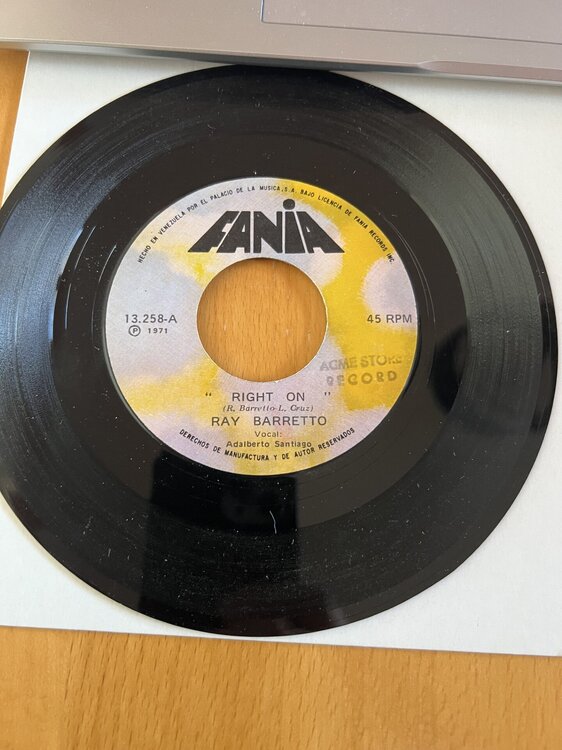 HECHO EN VENEZUELA POR EL PALACIO DE LA MUSICA, S.A. BAJO LICENCIA DE FANIA RECORDS INC.
FANIA
13.258-A
45 RPM
Ⓟ 1971
ACME STORE
RECORD
" RIGHT ON "
(R. Barretto L. Cruz)
RAY BARRETTO
Vocal:
Adalberto Santiago
DERECHOS DE MANUFACTURA Y DE AUTOR RESERVADOS